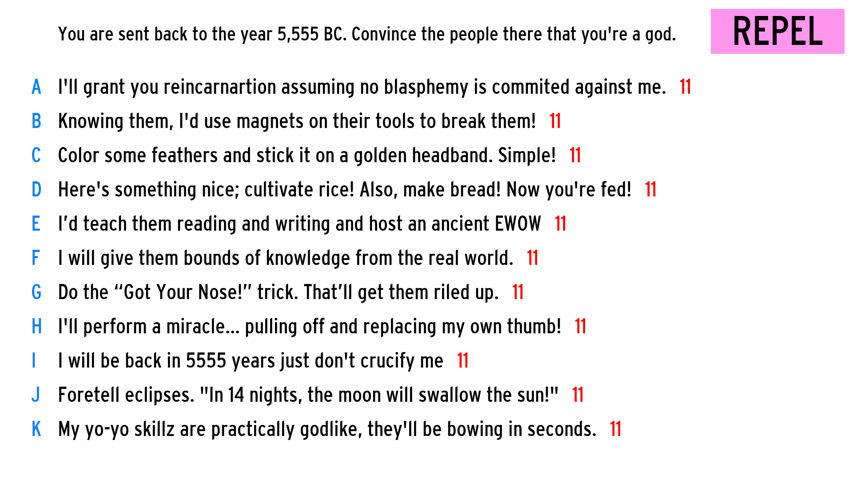 You are sent back to the year 5,555 BC. Convince the people there that you're a god.
REPEL
A I'll grant you reincarnartion assuming no blasphemy is commited against me. 11
B Knowing them, I'd use magnets on their tools to break them! 11
C Color some feathers and stick it on a golden headband. Simple! 11
D Here's something nice; cultivate rice! Also, make bread! Now you're fed! 11
E I’d teach them reading and writing and host an ancient EWOW 11
F I will give them bounds of knowledge from the real world. 11
G Do the “Got Your Nose!” trick. That’ll get them riled up. 11
H I'll perform a miracle... pulling off and replacing my own thumb! 11
I I will be back in 5555 years just don't crucify me 11
J Foretell eclipses. "In 14 nights, the moon will swallow the sun!" 11
K My yo-yo skillz are practically godlike, they'll be bowing in seconds. 11